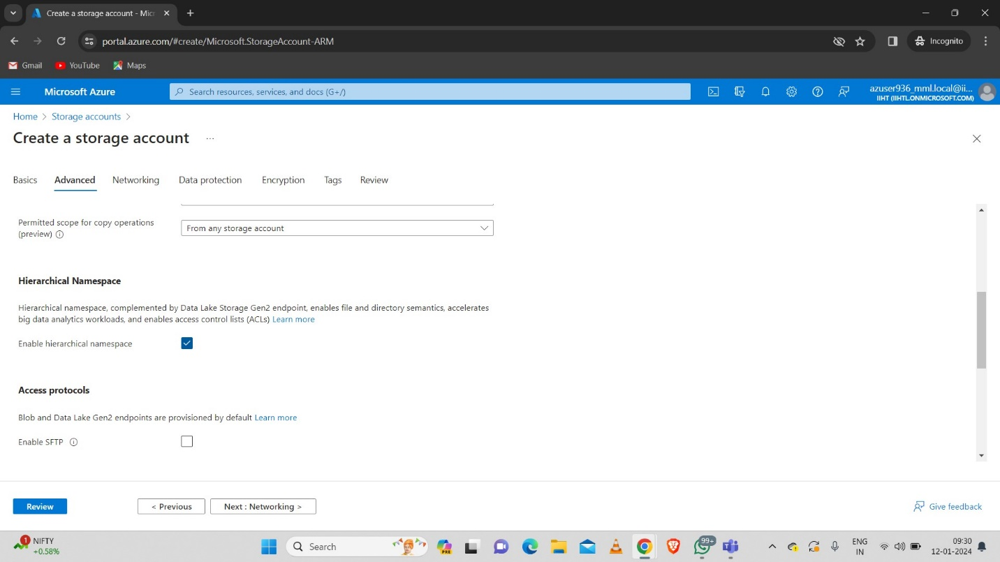 Create a storage account - Mic
portal.azure.com/#create/Microsoft.StorageAccount-ARM
Incognito
Gmail
YouTube
Maps
Microsoft Azure
Search resources, services, and docs (G+/)
azuser936_mml.local@ii...
IIHT (IIHTL.ONMICROSOFT.COM)
Home > Storage accounts >
Create a storage account ...
Basics
Advanced
Networking
Data protection
Encryption
Tags
Review
Permitted scope for copy operations
(preview)
From any storage account
Hierarchical Namespace
Hierarchical namespace, complemented by Data Lake Storage Gen2 endpoint, enables file and directory semantics, accelerates
big data analytics workloads, and enables access control lists (ACLs) Learn more
Enable hierarchical namespace
Access protocols
Blob and Data Lake Gen2 endpoints are provisioned by default Learn more
Enable SFTP
Review
< Previous
Next : Networking >
Give feedback
1
NIFTY
+0.58%
Search
PRE
99+
ENG
IN
09:30
12-01-2024